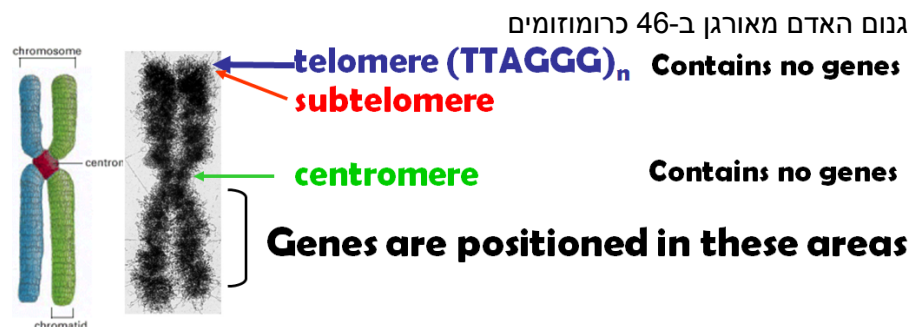 גנום האדם מאורגן ב-46 כרומוזומים
chromosome
telomere (TTAGGG)n Contains no genes
subtelomere
centrom
centromere Contains no genes
Genes are positioned in these areas
chromatid